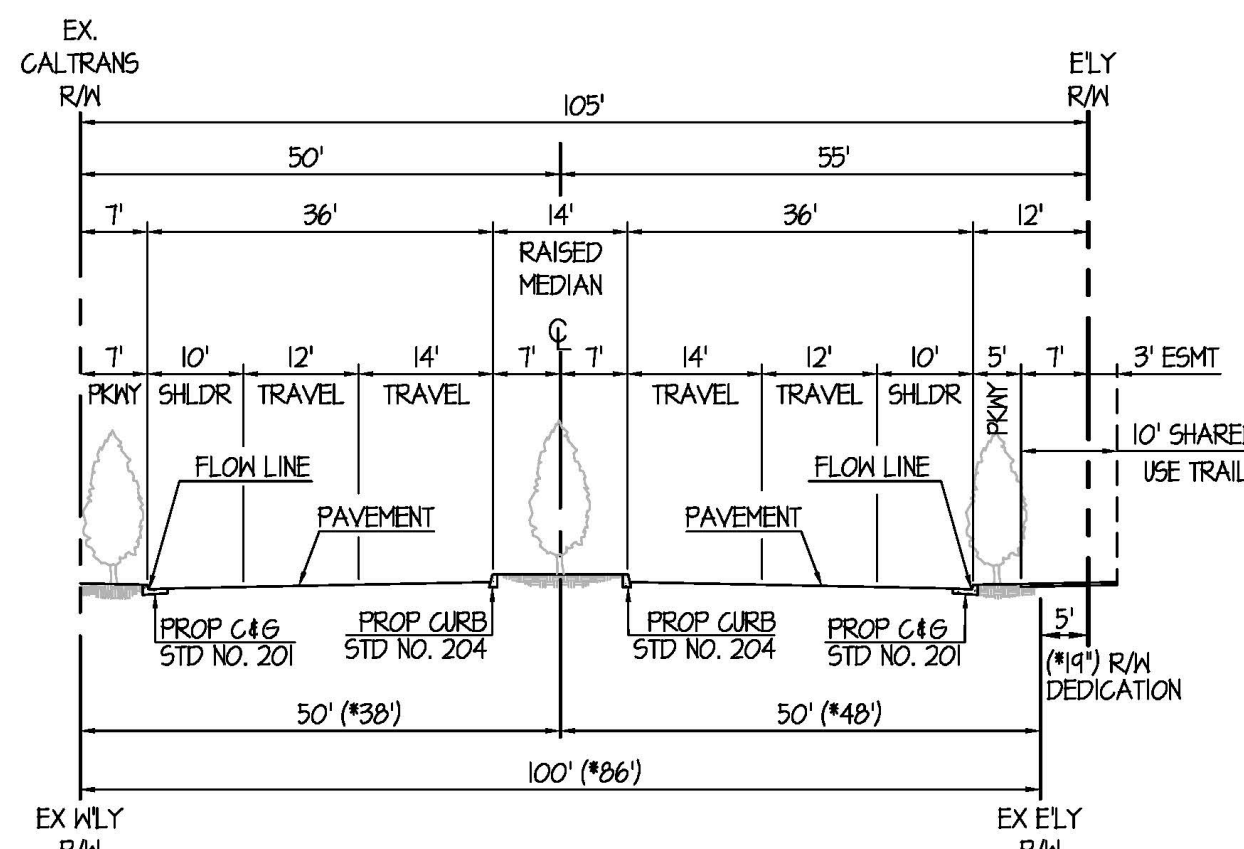 EX.
CALTRANS
R/W
E'LY
R/W
105'
50' 55'
7' 36' 14' 36' 12'
RAISED
MEDIAN
℄
7' 10' 12' 14' 7' 7' 14' 12' 10' 5' 7' 3' ESMT
PKWY SHLDR TRAVEL TRAVEL TRAVEL TRAVEL SHLDR PKWY
10' SHARED
USE TRAIL
FLOW LINE FLOW LINE
PAVEMENT PAVEMENT
PROP C&G
STD NO. 201
PROP CURB
STD NO. 204
PROP CURB
STD NO. 204
PROP C&G
STD NO. 201
5'
(*19") R/W
DEDICATION
50' (*38') 50' (*48')
100' (*86')
EX W'LY
R/W
EX E'LY
R/W